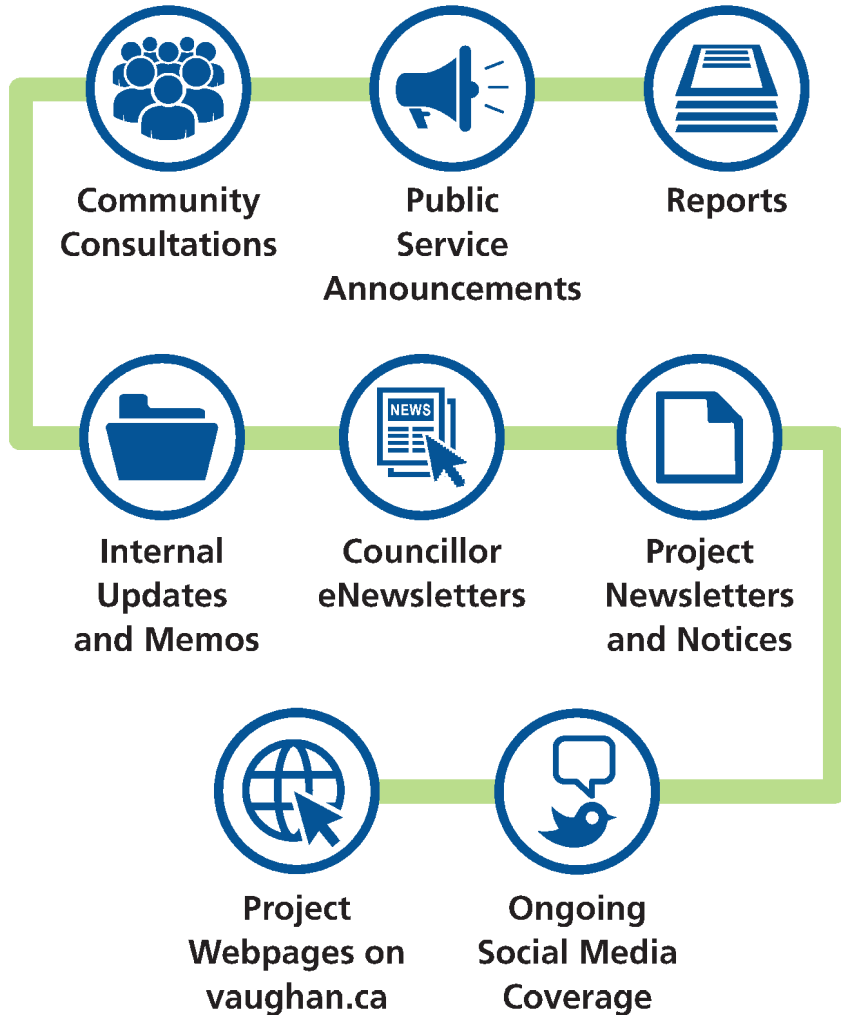 Community
Consultations
Public
Service
Announcements
Reports
Internal
Updates
and Memos
NEWS
Councillor
eNewsletters
Project
Newsletters
and Notices
Project
Webpages on
vaughan.ca
Ongoing
Social Media
Coverage